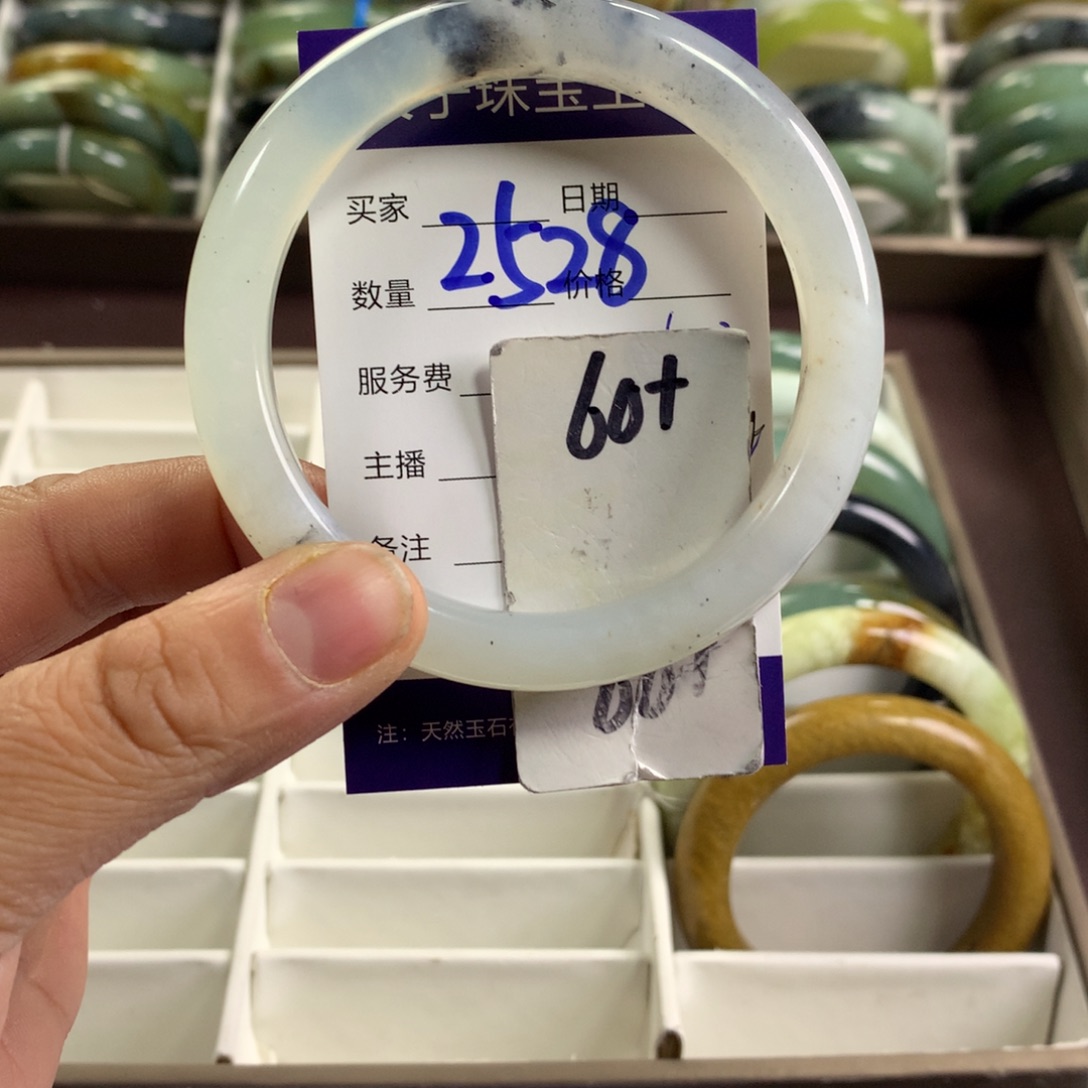 珠宝
买家 日期
2528
数量 价格
服务费
60+
主播
备注
60+
注：天然玉石